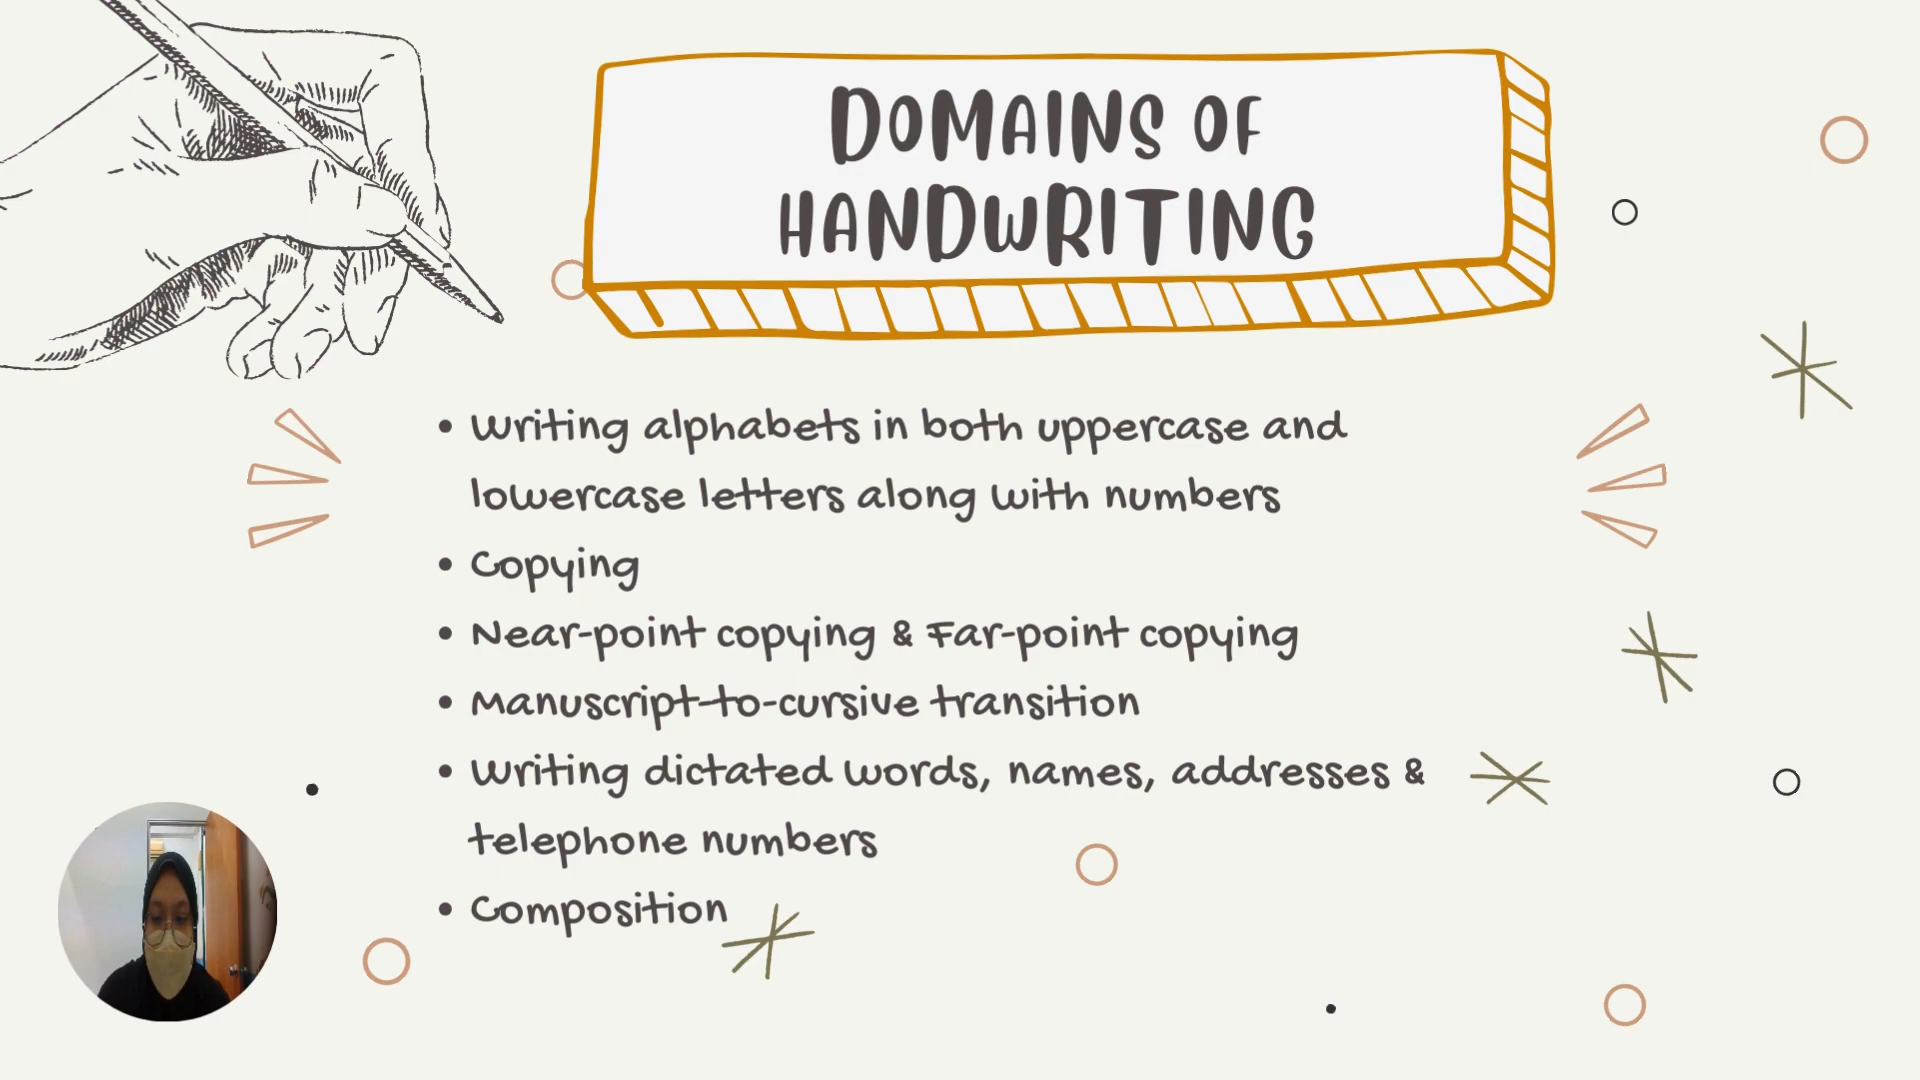 DOMAINS OF
HANDWRITING
• Writing alphabets in both uppercase and
lowercase letters along with numbers
• Copying
• Near-point copying & Far-point copying
• Manuscript-to-cursive transition
• Writing dictated words, names, addresses &
telephone numbers
• Composition